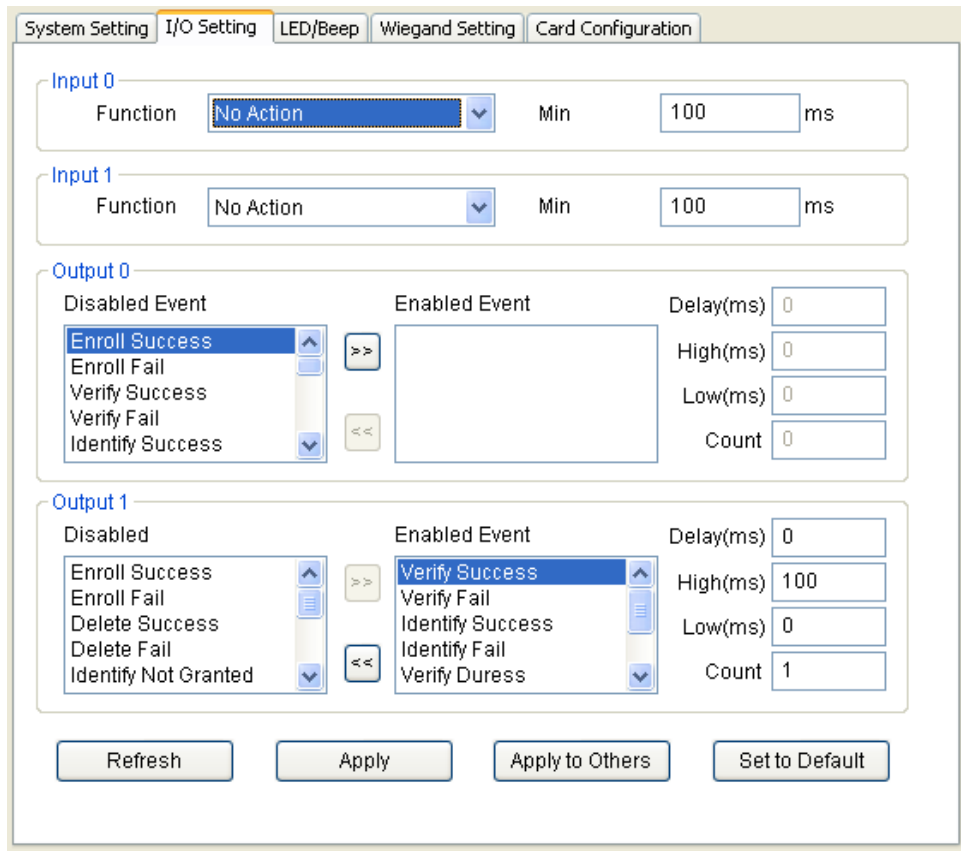 System Setting I/O Setting LED/Beep Wiegand Setting Card Configuration
Input 0
Function No Action Min 100 ms
Input 1
Function No Action Min 100 ms
Output 0
Disabled Event Enabled Event Delay(ms) 0
Enroll Success >> High(ms) 0
Enroll Fail
Verify Success Low(ms) 0
Verify Fail <<
Identify Success Count 0
Output 1
Disabled Enabled Event Delay(ms) 0
Enroll Success >> Verify Success High(ms) 100
Enroll Fail Verify Fail
Delete Success Identify Success Low(ms) 0
Delete Fail << Identify Fail
Identify Not Granted Verify Duress Count 1
Refresh Apply Apply to Others Set to Default